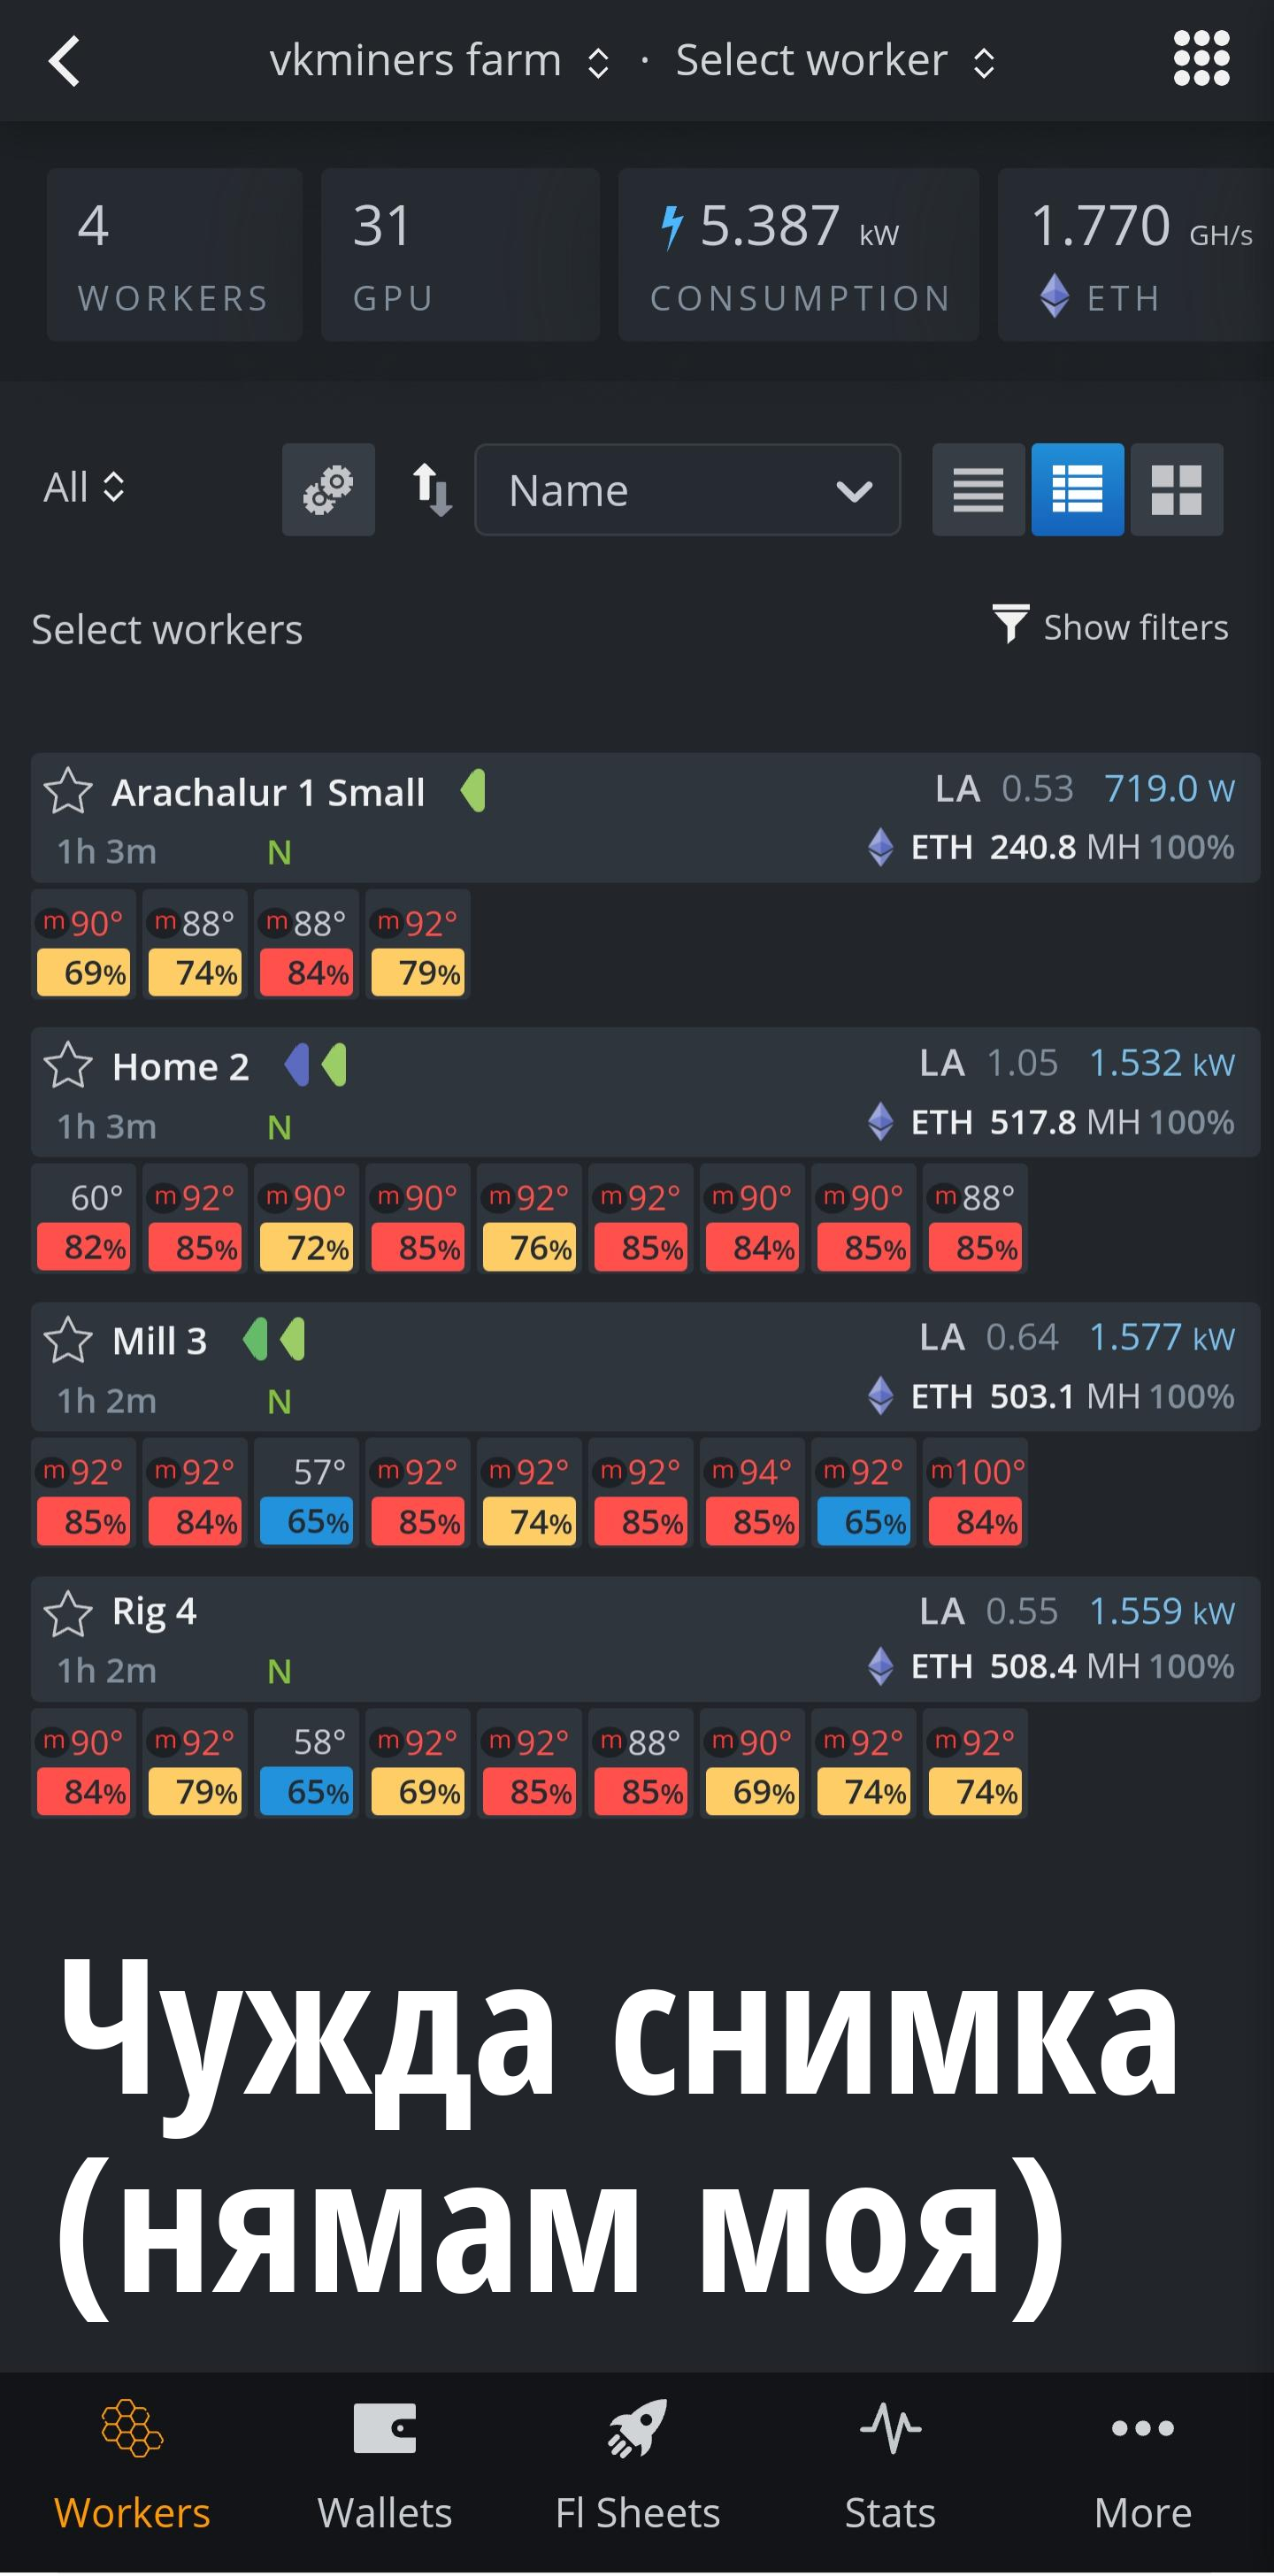 vkminers farm · Select worker
4 31 5.387 kW 1.770 GH/s
WORKERS GPU CONSUMPTION ETH
All Name
Select workers Show filters
Arachalur 1 Small LA 0.53 719.0 W
1h 3m N ETH 240.8 MH 100%
m90° m88° m88° m92°
69% 74% 84% 79%
Home 2 LA 1.05 1.532 kW
1h 3m N ETH 517.8 MH 100%
60° m92° m90° m90° m92° m92° m90° m90° m88°
82% 85% 72% 85% 76% 85% 84% 85% 85%
Mill 3 LA 0.64 1.577 kW
1h 2m N ETH 503.1 MH 100%
m92° m92° 57° m92° m92° m92° m94° m92° m100°
85% 84% 65% 85% 74% 85% 85% 65% 84%
Rig 4 LA 0.55 1.559 kW
1h 2m N ETH 508.4 MH 100%
m90° m92° 58° m92° m92° m88° m90° m92° m92°
84% 79% 65% 69% 85% 85% 69% 74% 74%
Чужда снимка
(нямам моя)
Workers Wallets Fl Sheets Stats More